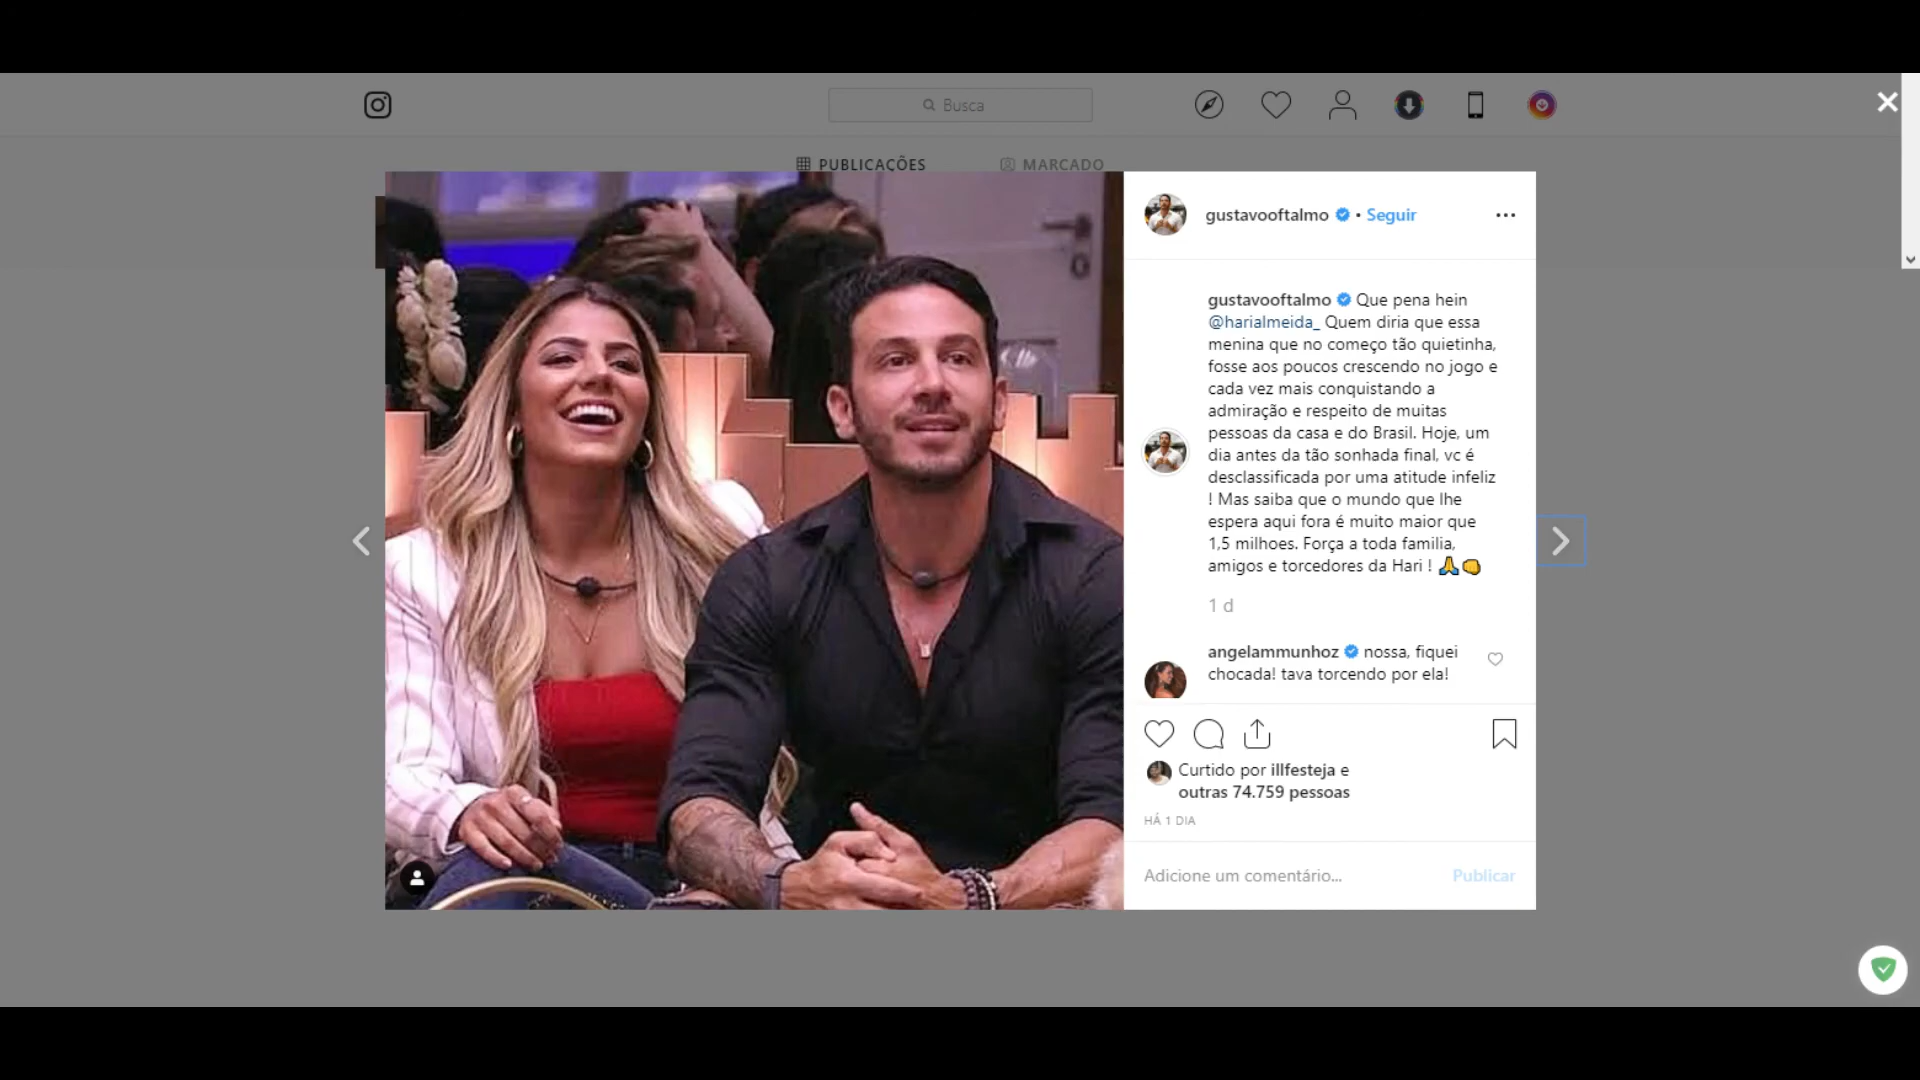 Busca
PUBLICAÇÕES
MARCADO
gustavooftalmo • Seguir
gustavooftalmo Que pena hein
@harialmeida_ Quem diria que essa
menina que no começo tão quietinha,
fosse aos poucos crescendo no jogo e
cada vez mais conquistando a
admiração e respeito de muitas
pessoas da casa e do Brasil. Hoje, um
dia antes da tão sonhada final, vc é
desclassificada por uma atitude infeliz
! Mas saiba que o mundo que lhe
espera aqui fora é muito maior que
1,5 milhoes. Força a toda familia,
amigos e torcedores da Hari ! 🙏👊
1 d
angelammunhoz nossa, fiquei
chocada! tava torcendo por ela!
Curtido por illfesteja e
outras 74.759 pessoas
HÁ 1 DIA
Adicione um comentário...
Publicar